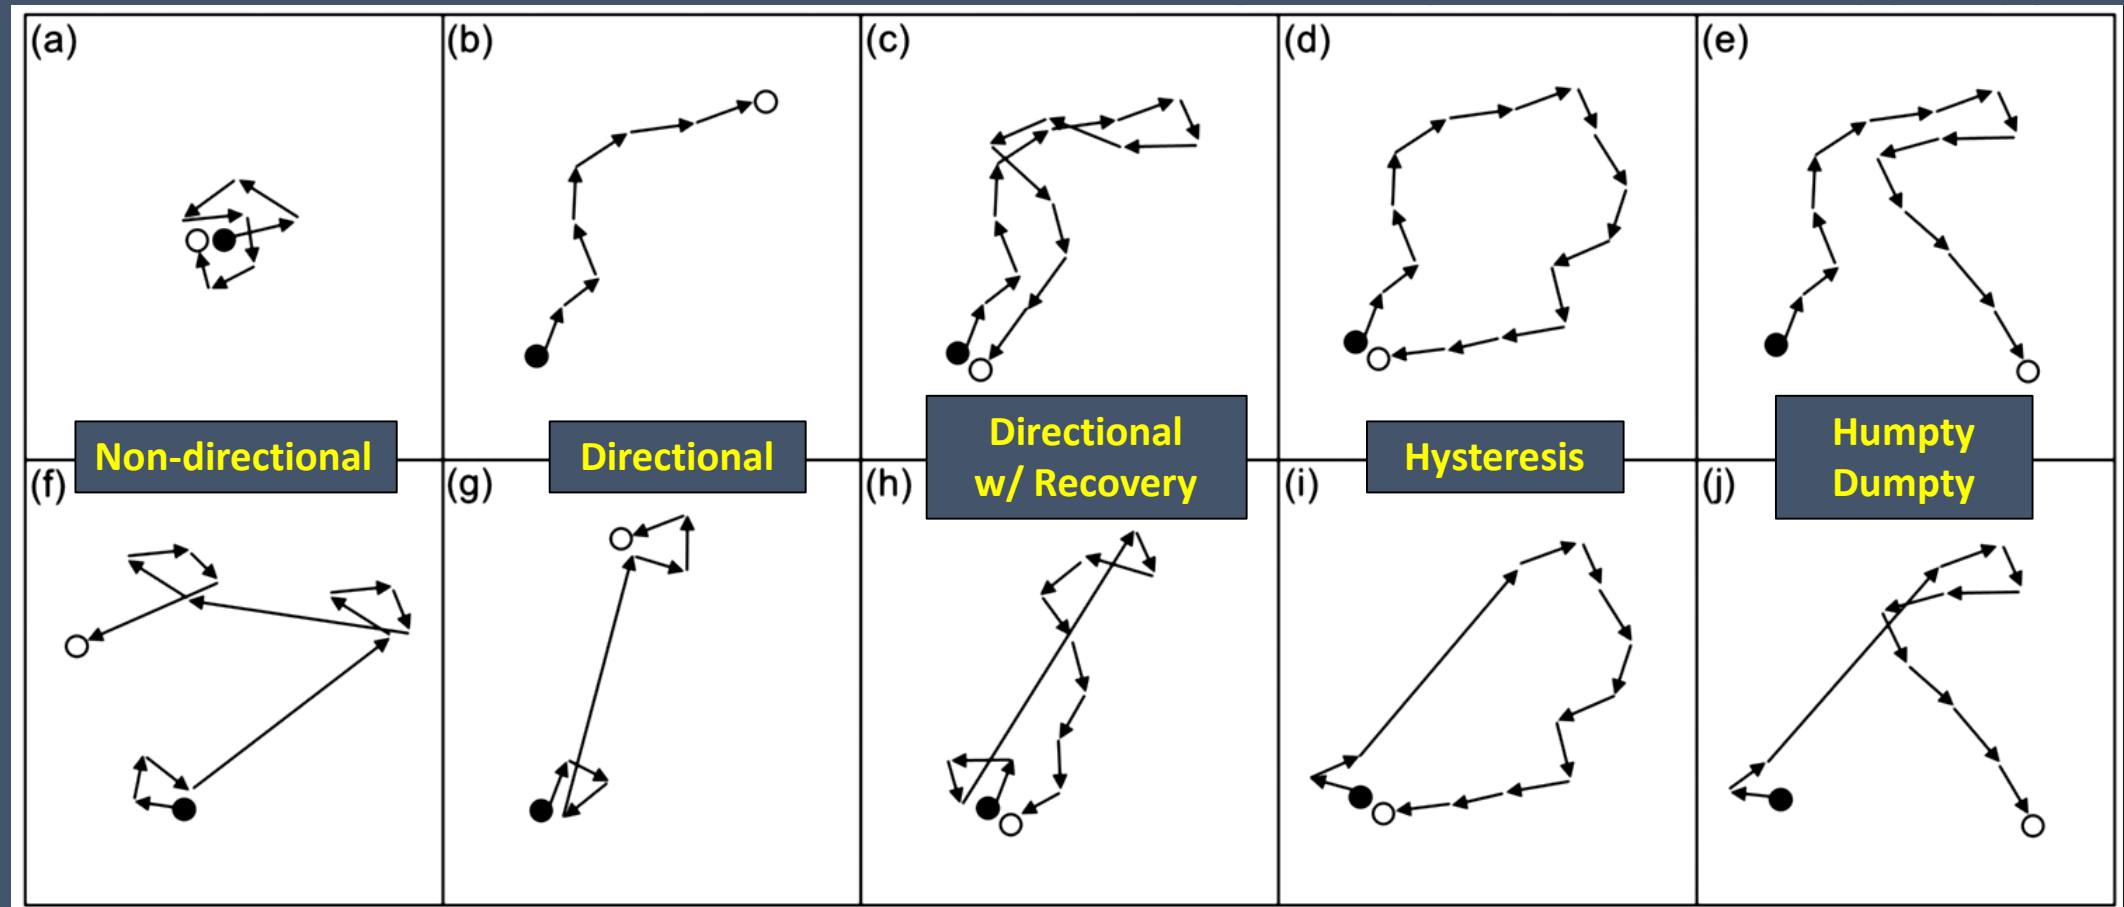 (a)
(b)
(c)
(d)
(e)
Non-directional
Directional
Directional
w/ Recovery
Hysteresis
Humpty
Dumpty
(f)
(g)
(h)
(i)
(j)